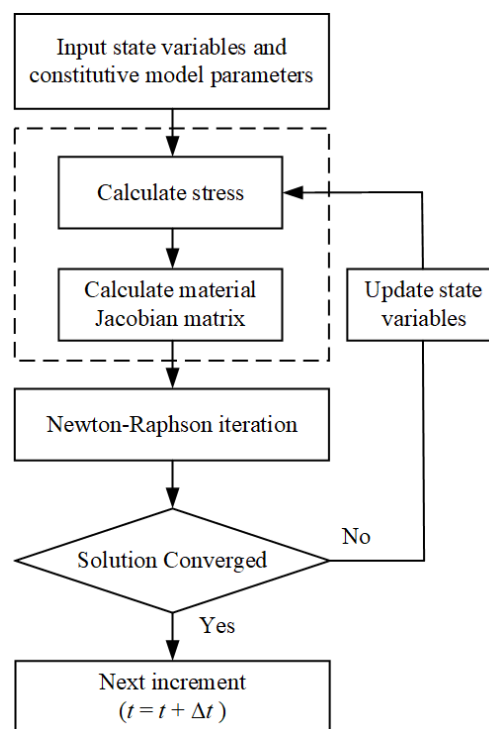 Input state variables and
constitutive model parameters
Calculate stress
Calculate material
Jacobian matrix
Update state
variables
Newton-Raphson iteration
Solution Converged
No
Yes
Next increment
(t = t + Δt )